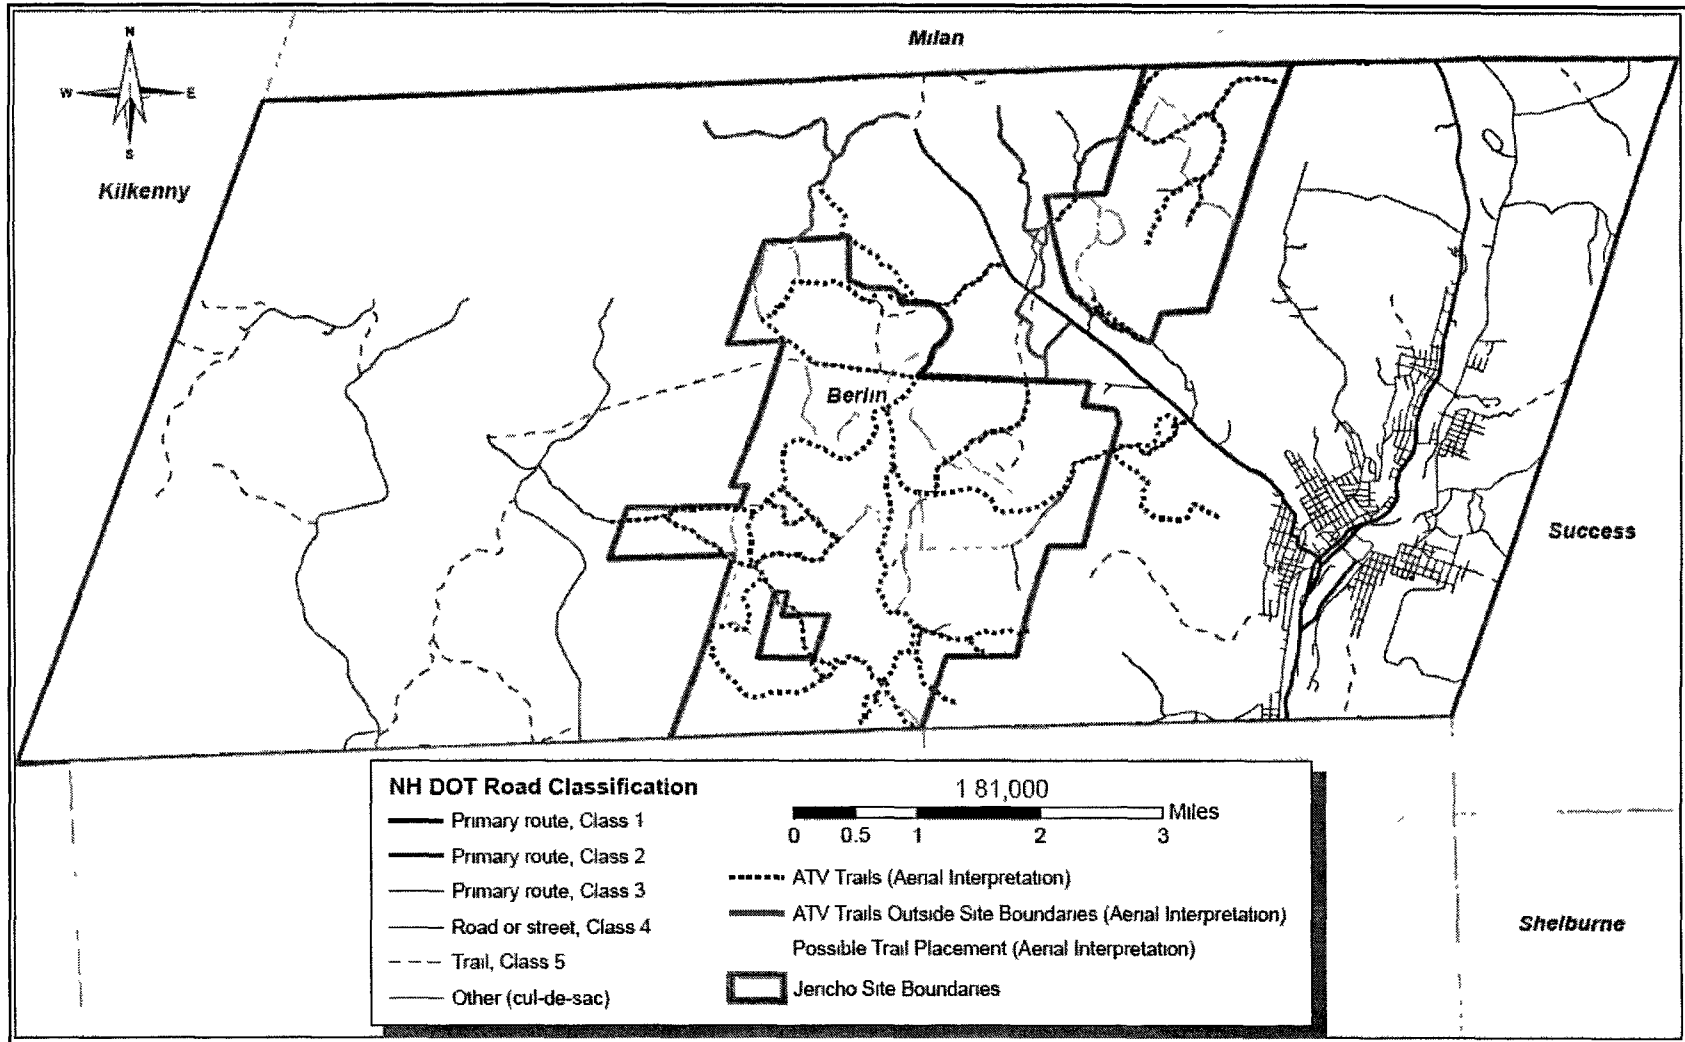 Milan
N
W E
S
Kilkenny
Berlin
Success
NH DOT Road Classification
Primary route, Class 1
Primary route, Class 2
Primary route, Class 3
Road or street, Class 4
Trail, Class 5
Other (cul-de-sac)
1 81,000
Miles
0 0.5 1 2 3
ATV Trails (Aerial Interpretation)
ATV Trails Outside Site Boundaries (Aerial Interpretation)
Possible Trail Placement (Aerial Interpretation)
Jericho Site Boundaries
Shelburne